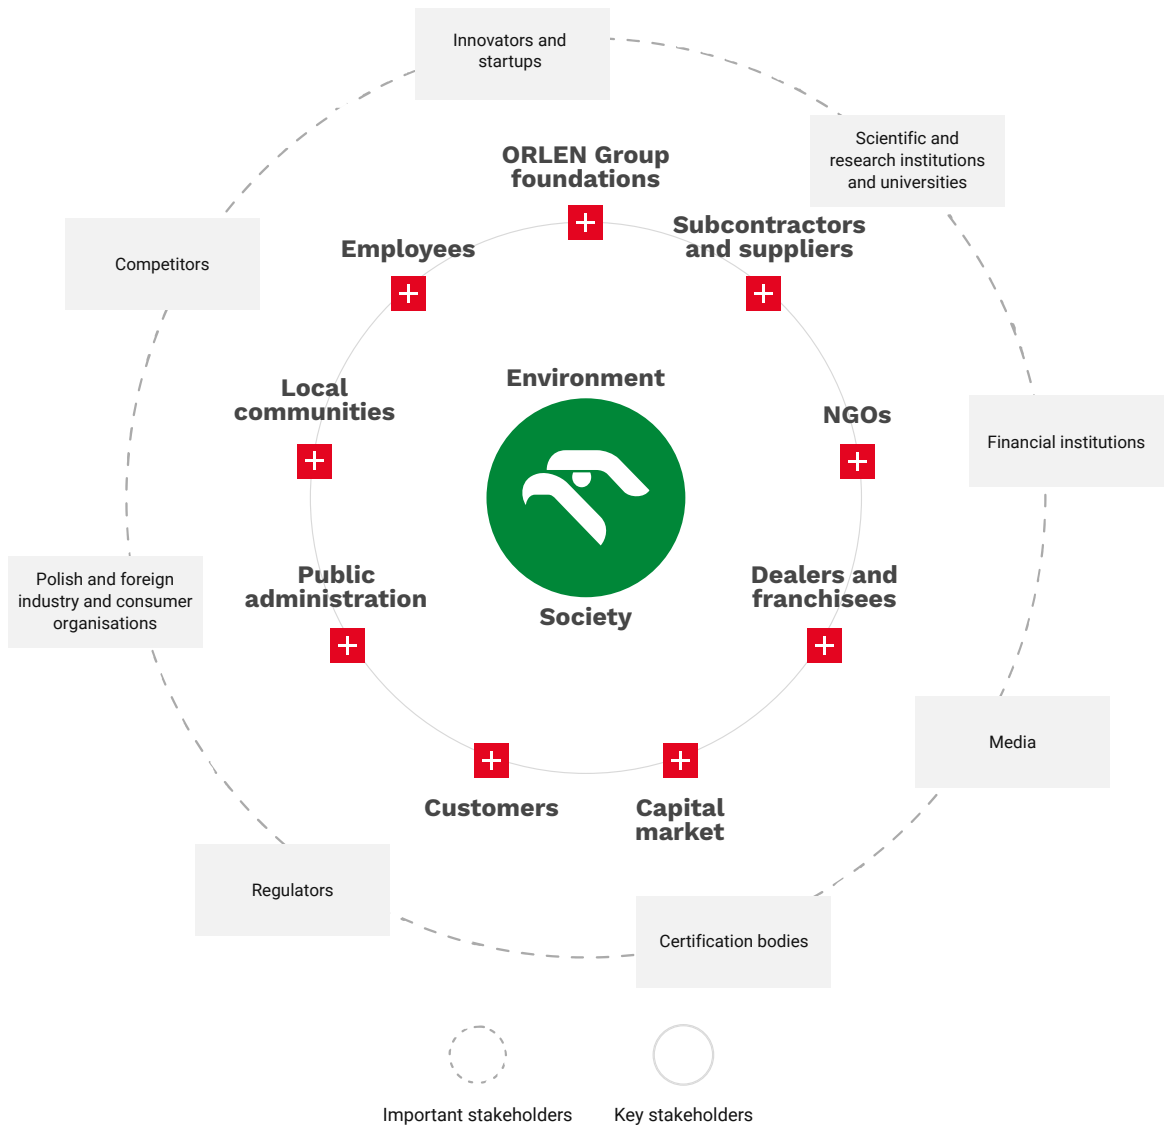 Innovators and
startups
Scientific and
research institutions
and universities
ORLEN Group
foundations
Subcontractors
and suppliers
Employees
Competitors
Environment
Local
communities
NGOs
Financial institutions
Polish and foreign
industry and consumer
organisations
Public
administration
Dealers and
franchisees
Society
Media
Customers
Capital
market
Regulators
Certification bodies
Important stakeholders
Key stakeholders